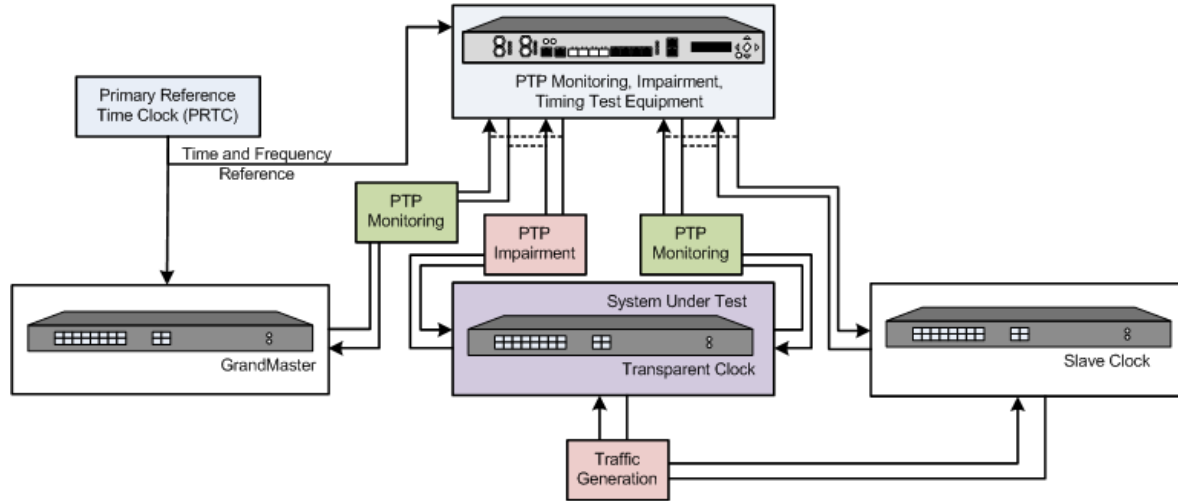 PTP Monitoring, Impairment,
Timing Test Equipment
Primary Reference
Time Clock (PRTC)
Time and Frequency
Reference
PTP
Monitoring
PTP
Impairment
PTP
Monitoring
System Under Test
GrandMaster
Transparent Clock
Slave Clock
Traffic
Generation